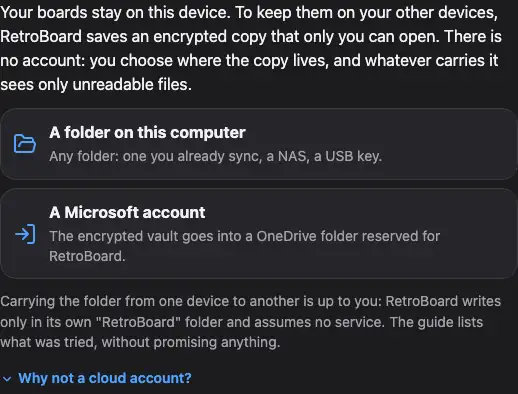 Your boards stay on this device. To keep them on your other devices,
RetroBoard saves an encrypted copy that only you can open. There is
no account: you choose where the copy lives, and whatever carries it
sees only unreadable files.
A folder on this computer
Any folder: one you already sync, a NAS, a USB key.
A Microsoft account
The encrypted vault goes into a OneDrive folder reserved for
RetroBoard.
Carrying the folder from one device to another is up to you: RetroBoard writes
only in its own "RetroBoard" folder and assumes no service. The guide lists
what was tried, without promising anything.
Why not a cloud account?